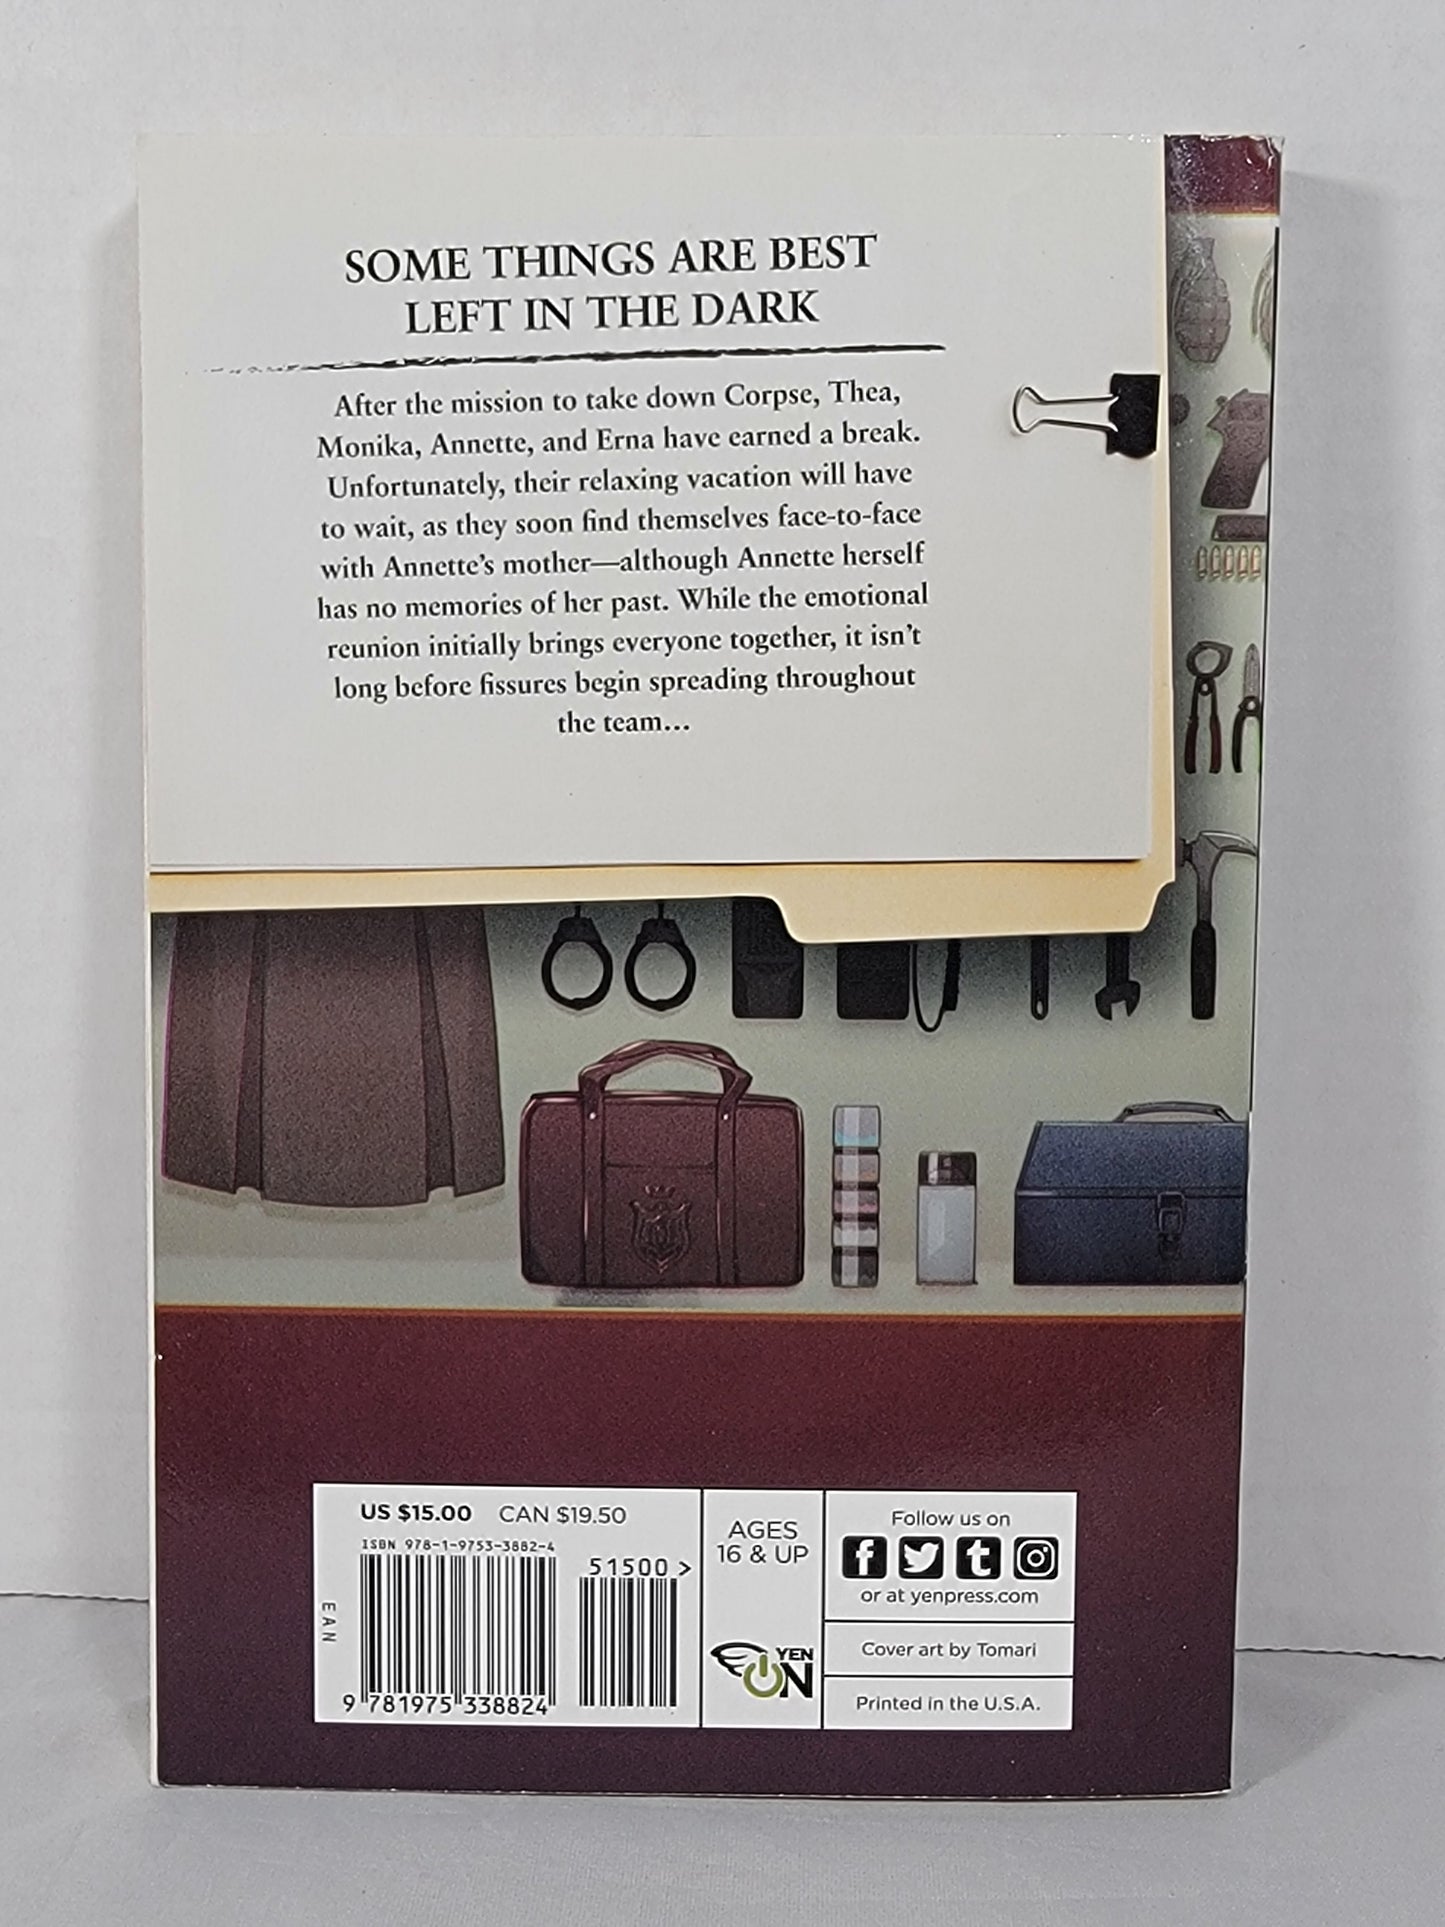 SOME THINGS ARE BEST
LEFT IN THE DARK
After the mission to take down Corpse, Thea,
Monika, Annette, and Erna have earned a break.
Unfortunately, their relaxing vacation will have
to wait, as they soon find themselves face-to-face
with Annette's mother—although Annette herself
has no memories of her past. While the emotional
reunion initially brings everyone together, it isn't
long before fissures begin spreading throughout
the team...
US $15.00 CAN $19.50
ISBN 978-1-9753-3882-4
51500 >
EAN
9 781975 338824
AGES
16 & UP
YEN
ON
Follow us on
or at yenpress.com
Cover art by Tomari
Printed in the U.S.A.